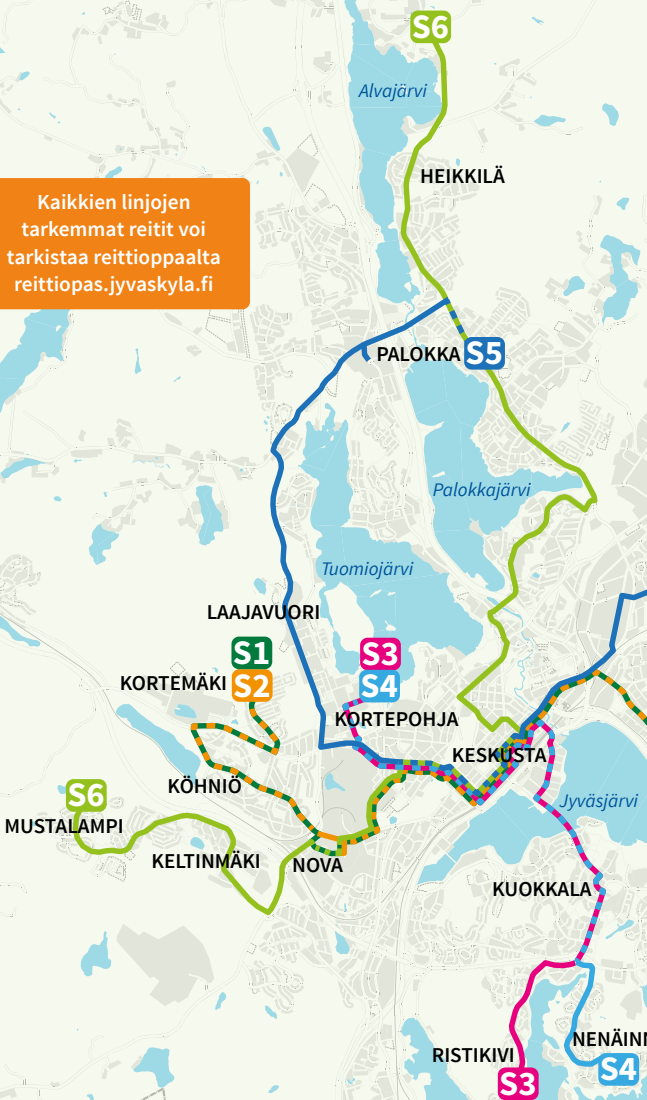 S6
Alvajärvi
HEIKKILÄ
Kaikkien linjojen
tarkemmat reitit voi
tarkistaa reittioppaalta
reittiopas.jyvaskyla.fi
PALOKKA S5
Palokkajärvi
Tuomiojärvi
LAAJAVUORI
S1
S3
KORTEMÄKI S2
S4
KORTEPOHJA
KESKUSTA
KÖHNIÖ
S6
Jyväsjärvi
MUSTALAMPI
KELTINMÄKI
NOVA
KUOKKALA
NENÄINN
RISTIKIVI
S4
S3